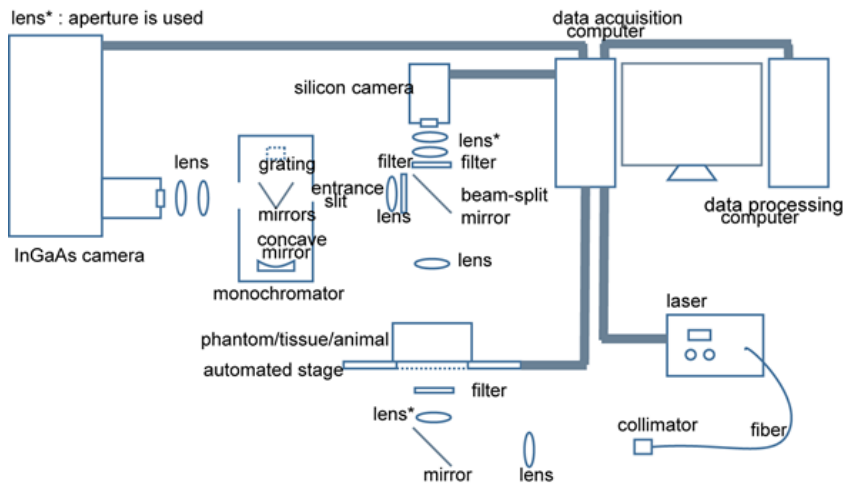 lens* : aperture is used
data acquisition
computer
silicon camera
lens*
filter
filter
lens
grating
entrance
slit
mirrors
lens
beam-split
mirror
data processing
computer
concave
mirror
InGaAs camera
lens
monochromator
laser
phantom/tissue/animal
automated stage
filter
lens*
collimator
fiber
mirror
lens